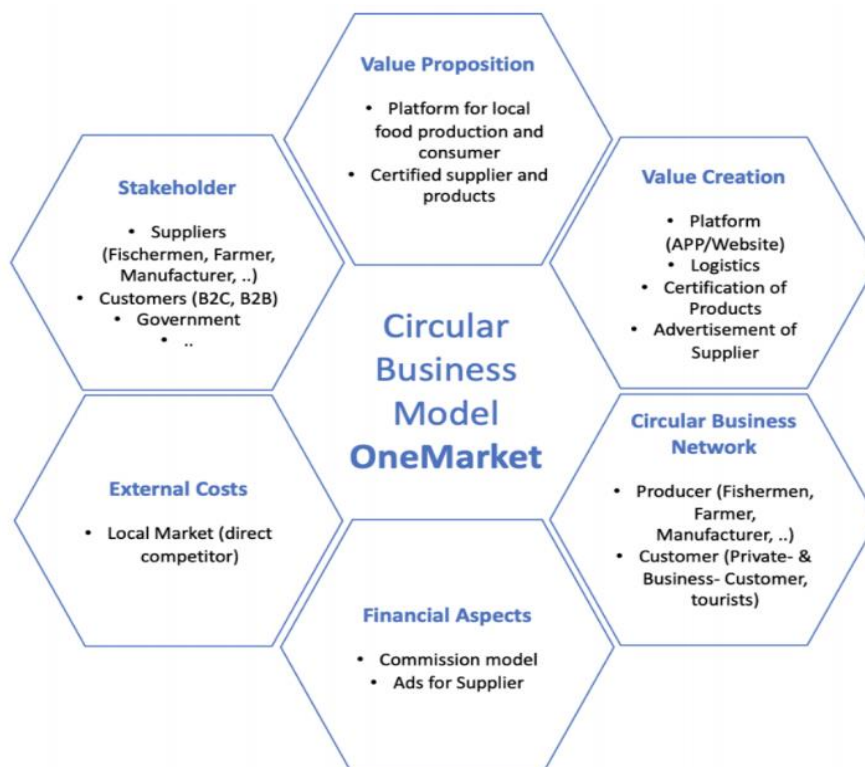 Value Proposition
• Platform for local
food production and
consumer
• Certified supplier and
products
Stakeholder
• Suppliers
(Fischermen, Farmer,
Manufacturer, ..)
• Customers (B2C, B2B)
• Government
• ..
Value Creation
• Platform
(APP/Website)
• Logistics
• Certification of
Products
• Advertisement of
Supplier
Circular
Business
Model
OneMarket
External Costs
• Local Market (direct
competitor)
Circular Business
Network
• Producer (Fishermen,
Farmer,
Manufacturer, ..)
• Customer (Private- &
Business- Customer,
tourists)
Financial Aspects
• Commission model
• Ads for Supplier